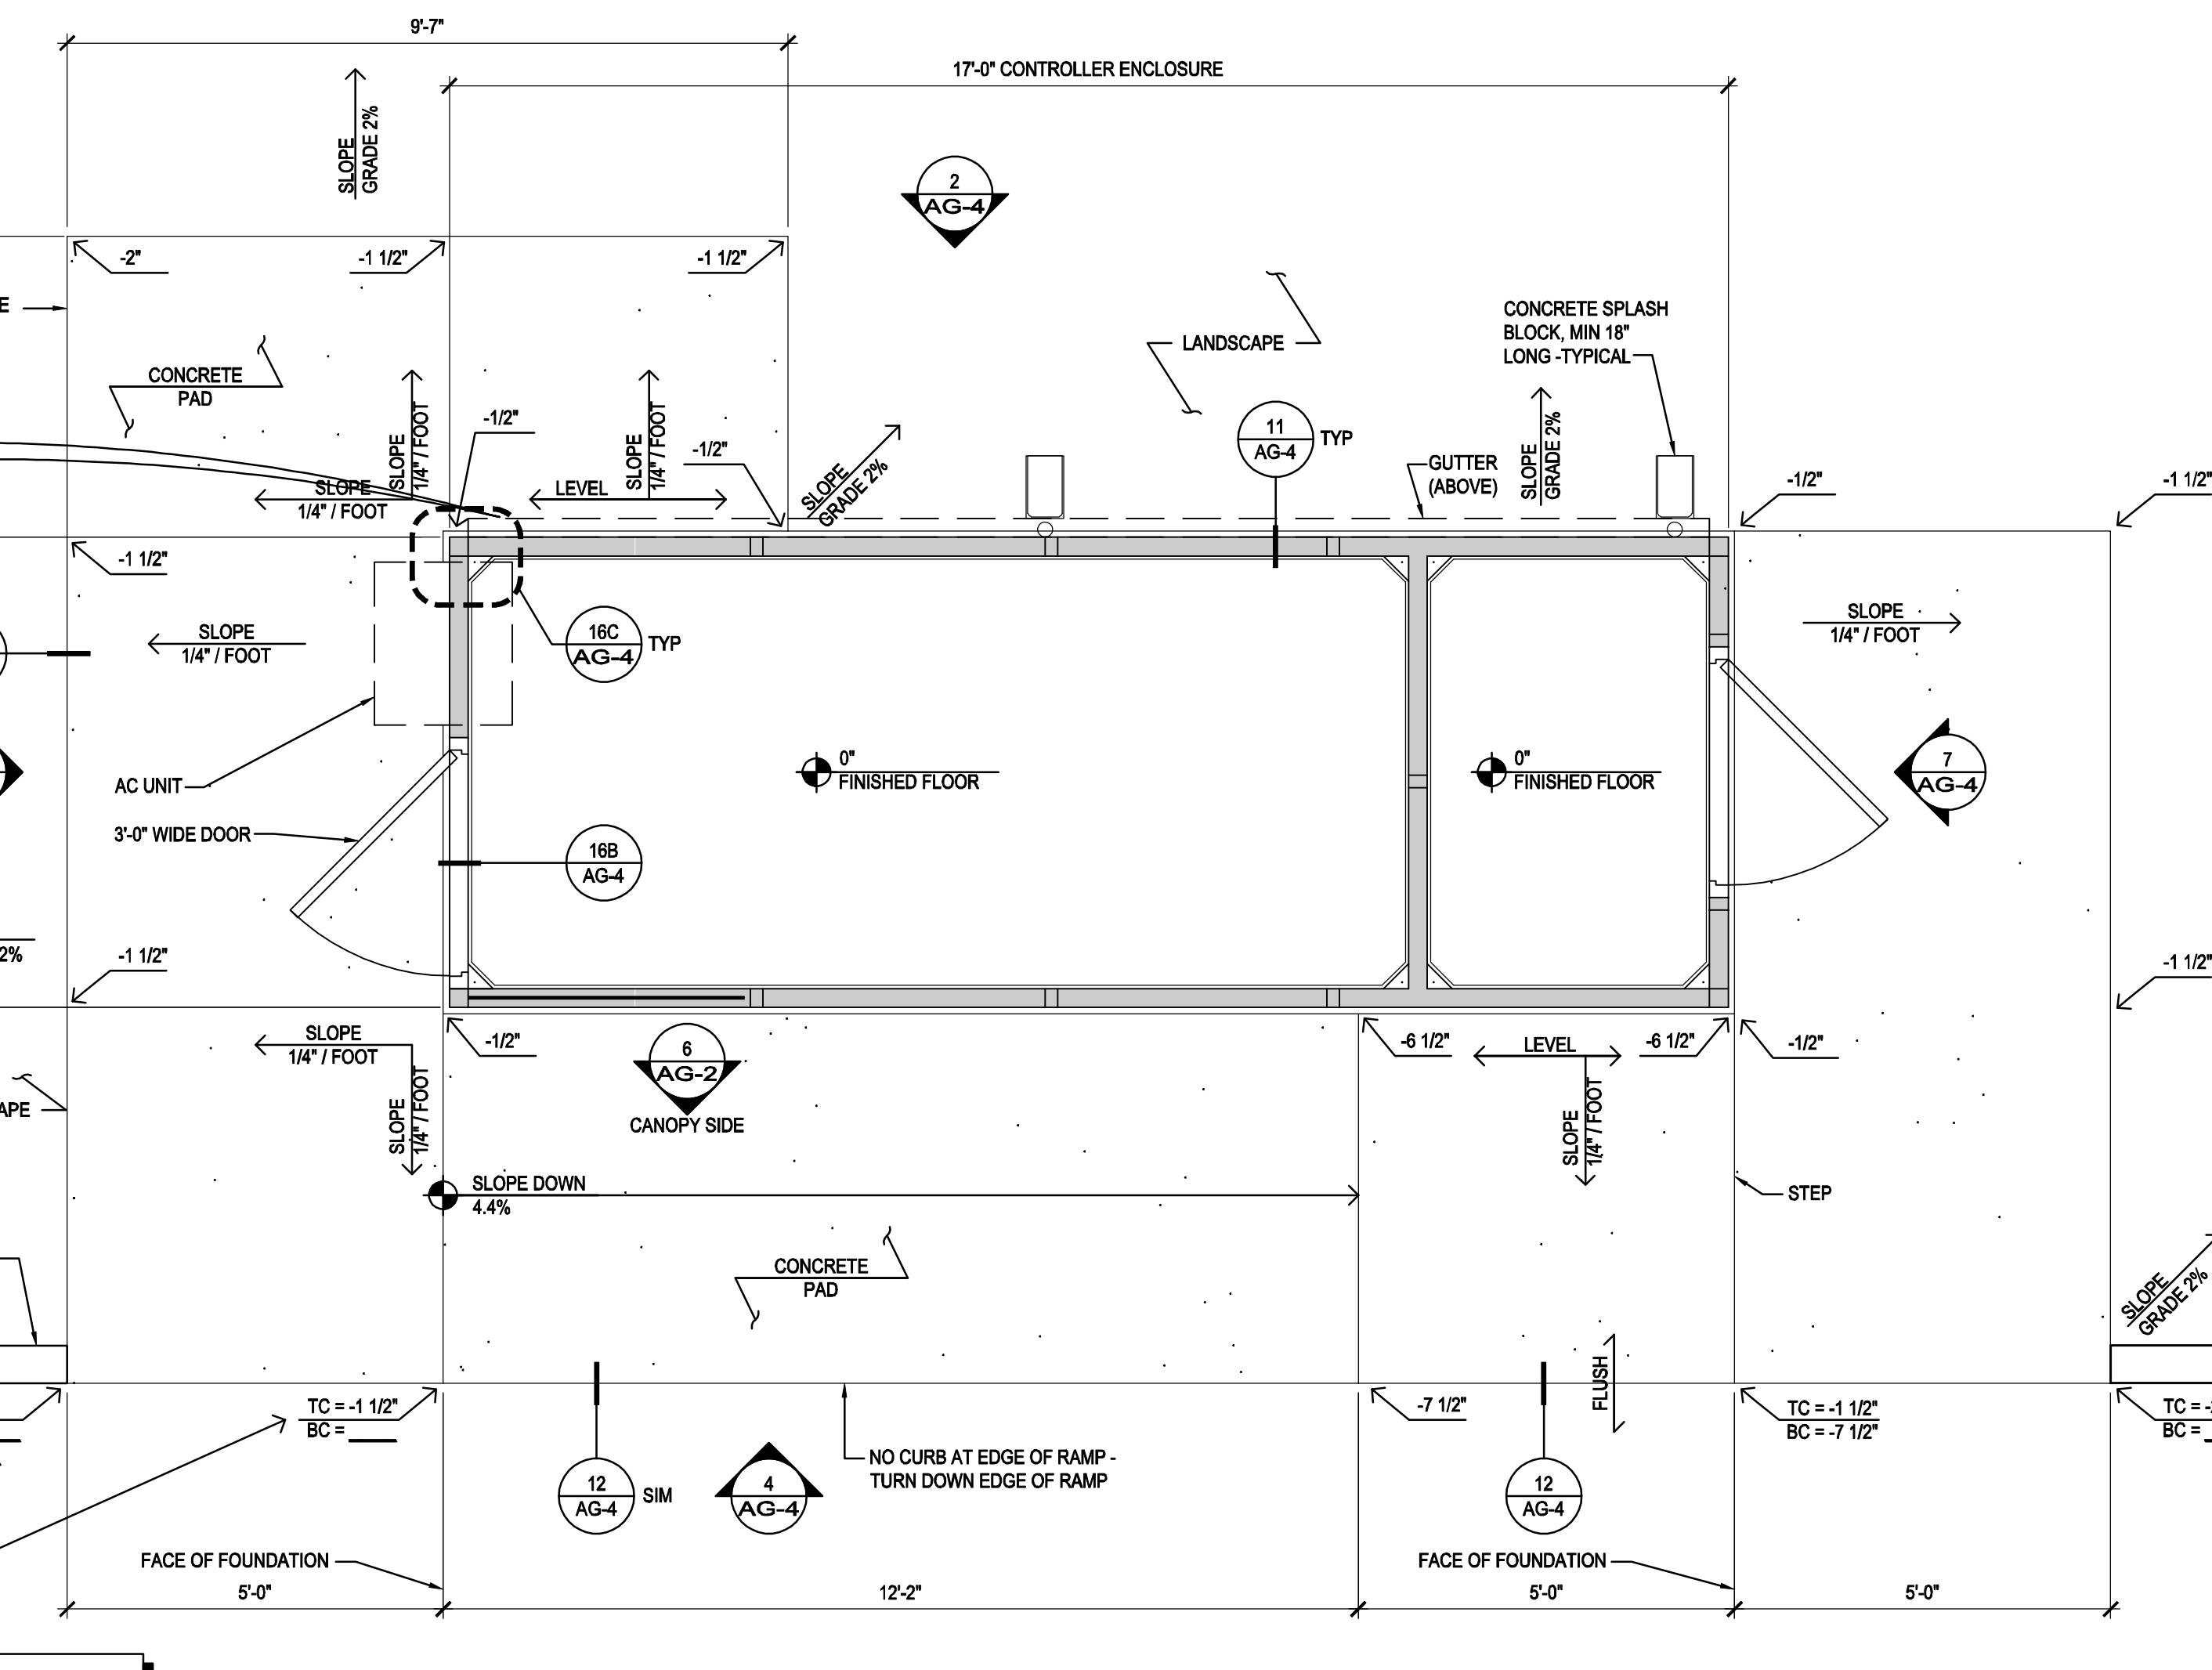 9'-7"
17'-0" CONTROLLER ENCLOSURE
SLOPE
GRADE 2%
2
AG-4
-2"
-1 1/2"
-1 1/2"
E
CONCRETE SPLASH
BLOCK, MIN 18"
LONG -TYPICAL
LANDSCAPE
CONCRETE
PAD
-1/2"
SLOPE
1/4" / FOOT
SLOPE
1/4" / FOOT
-1/2"
SLOPE
GRADE 2%
11
AG-4
TYP
GUTTER
(ABOVE)
SLOPE
GRADE 2%
-1/2"
-1 1/2"
SLOPE
1/4" / FOOT
LEVEL
-1 1/2"
SLOPE
1/4" / FOOT
16C
AG-4
TYP
SLOPE
1/4" / FOOT
AC UNIT
0"
FINISHED FLOOR
0"
FINISHED FLOOR
7
AG-4
3'-0" WIDE DOOR
16B
AG-4
2%
-1 1/2"
-1 1/2"
SLOPE
1/4" / FOOT
-1/2"
6
AG-2
CANOPY SIDE
-6 1/2"
LEVEL
-6 1/2"
-1/2"
APE
SLOPE
1/4" / FOOT
SLOPE
1/4" / FOOT
SLOPE DOWN
4.4%
STEP
CONCRETE
PAD
SLOPE
GRADE 2%
FLUSH
TC = -1 1/2"
BC =
-7 1/2"
TC = -1 1/2"
BC = -7 1/2"
TC = -
BC =
NO CURB AT EDGE OF RAMP -
TURN DOWN EDGE OF RAMP
12
AG-4
SIM
4
AG-4
12
AG-4
FACE OF FOUNDATION
FACE OF FOUNDATION
5'-0"
12'-2"
5'-0"
5'-0"